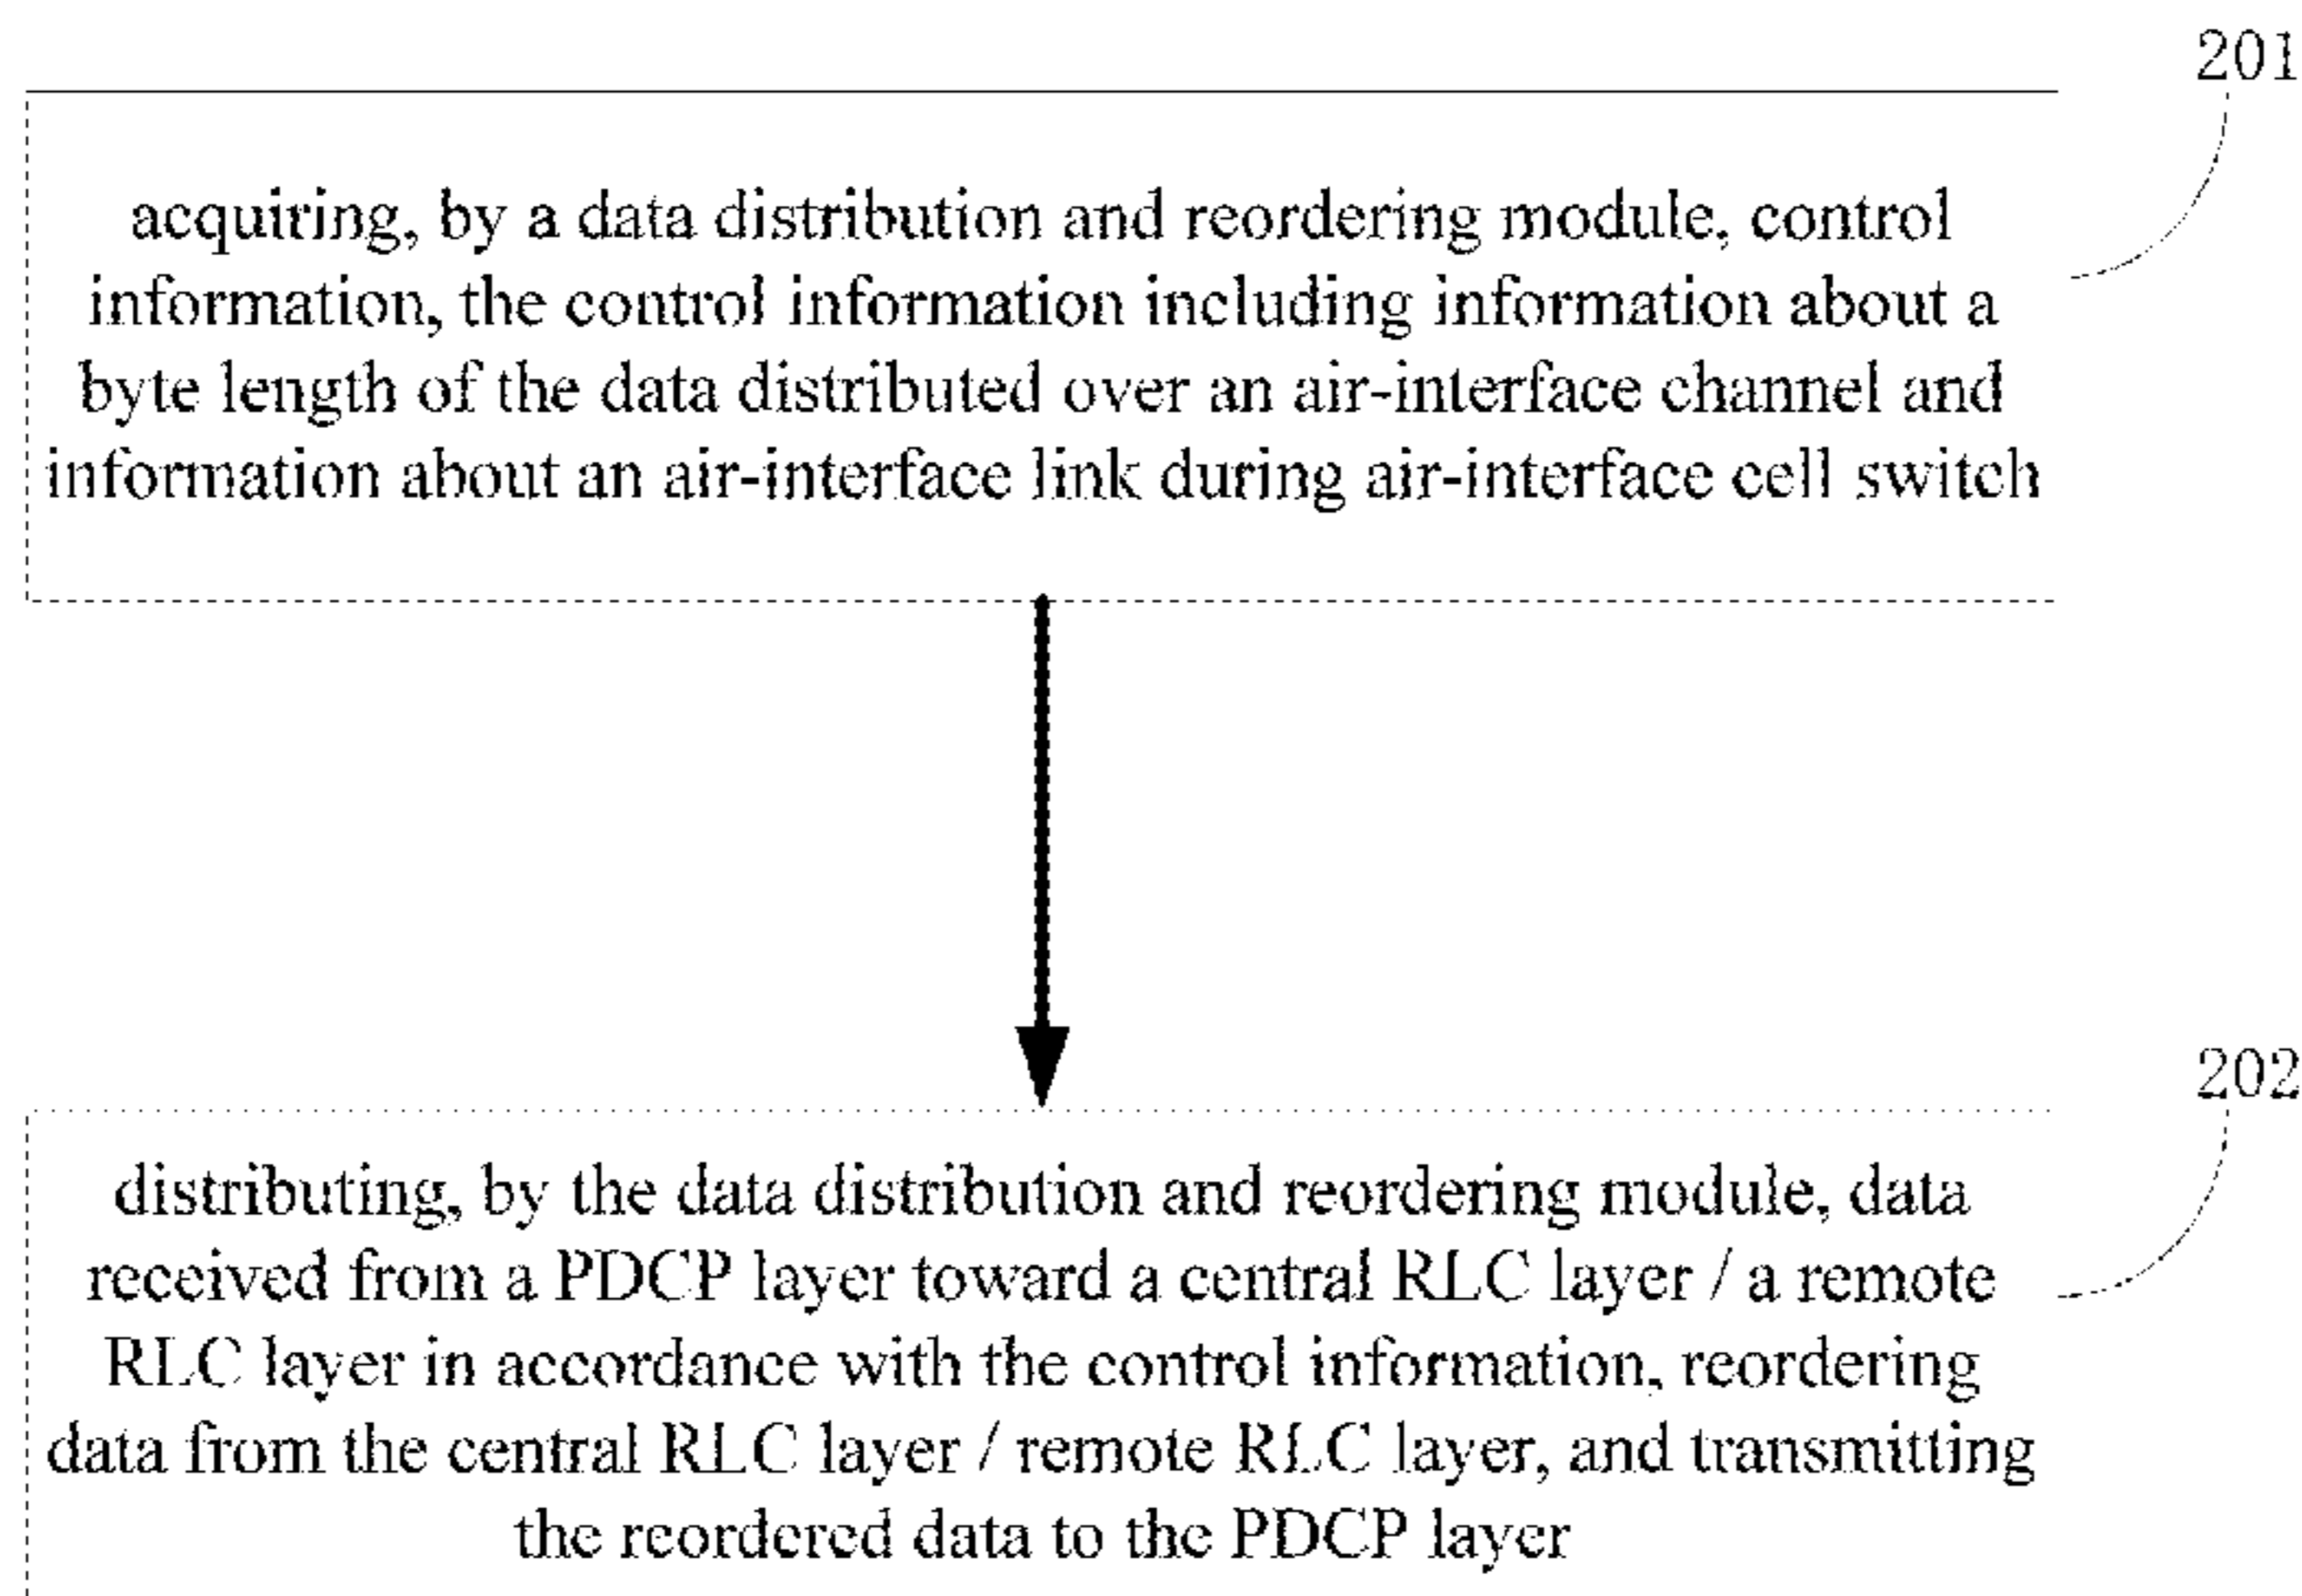 201
acquiring, by a data distribution and reordering module, control
information, the control information including information about a
byte length of the data distributed over an air-interface channel and
information about an air-interface link during air-interface cell switch
202
distributing, by the data distribution and reordering module, data
received from a PDCP layer toward a central RLC layer / a remote
RLC layer in accordance with the control information, reordering
data from the central RLC layer / remote RLC layer, and transmitting
the reordered data to the PDCP layer